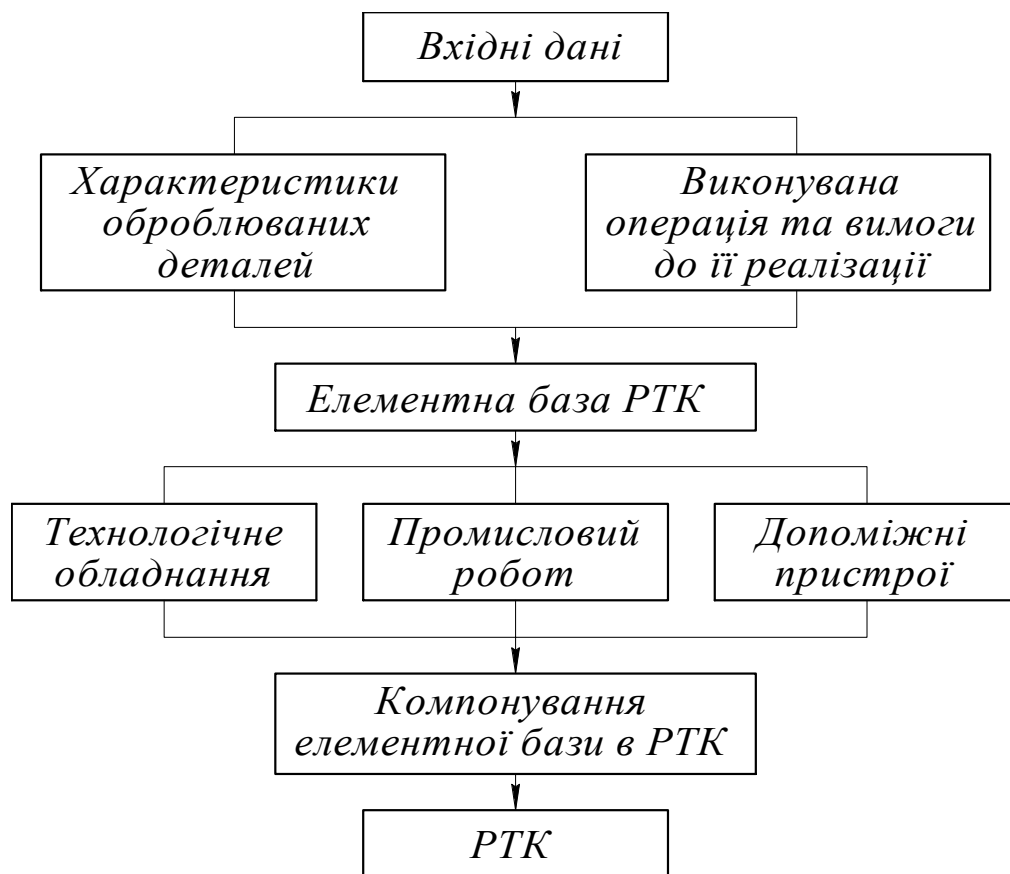 Вхідні дані
Характеристики
оброблюваних
деталей
Виконувана
операція та вимоги
до її реалізації
Елементна база РТК
Технологічне
обладнання
Промисловий
робот
Допоміжні
пристрої
Компонування
елементної бази в РТК
РТК